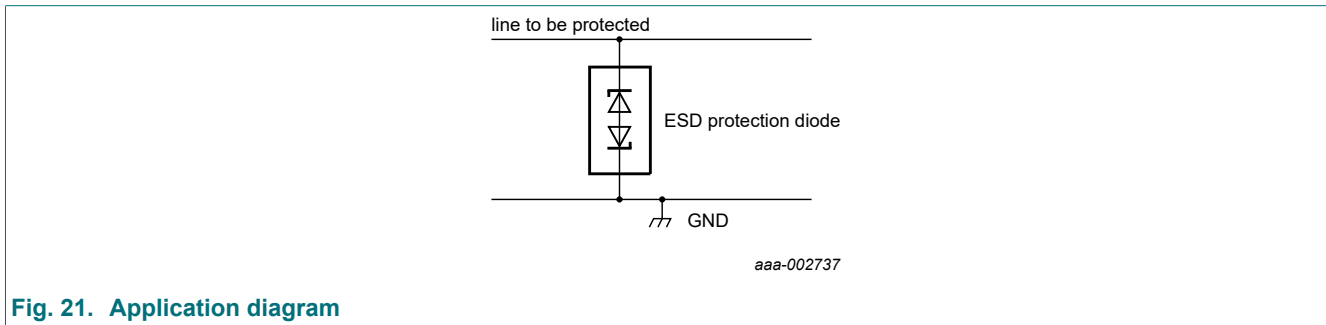 line to be protected
ESD protection diode
GND
aaa-002737
Fig. 21. Application diagram